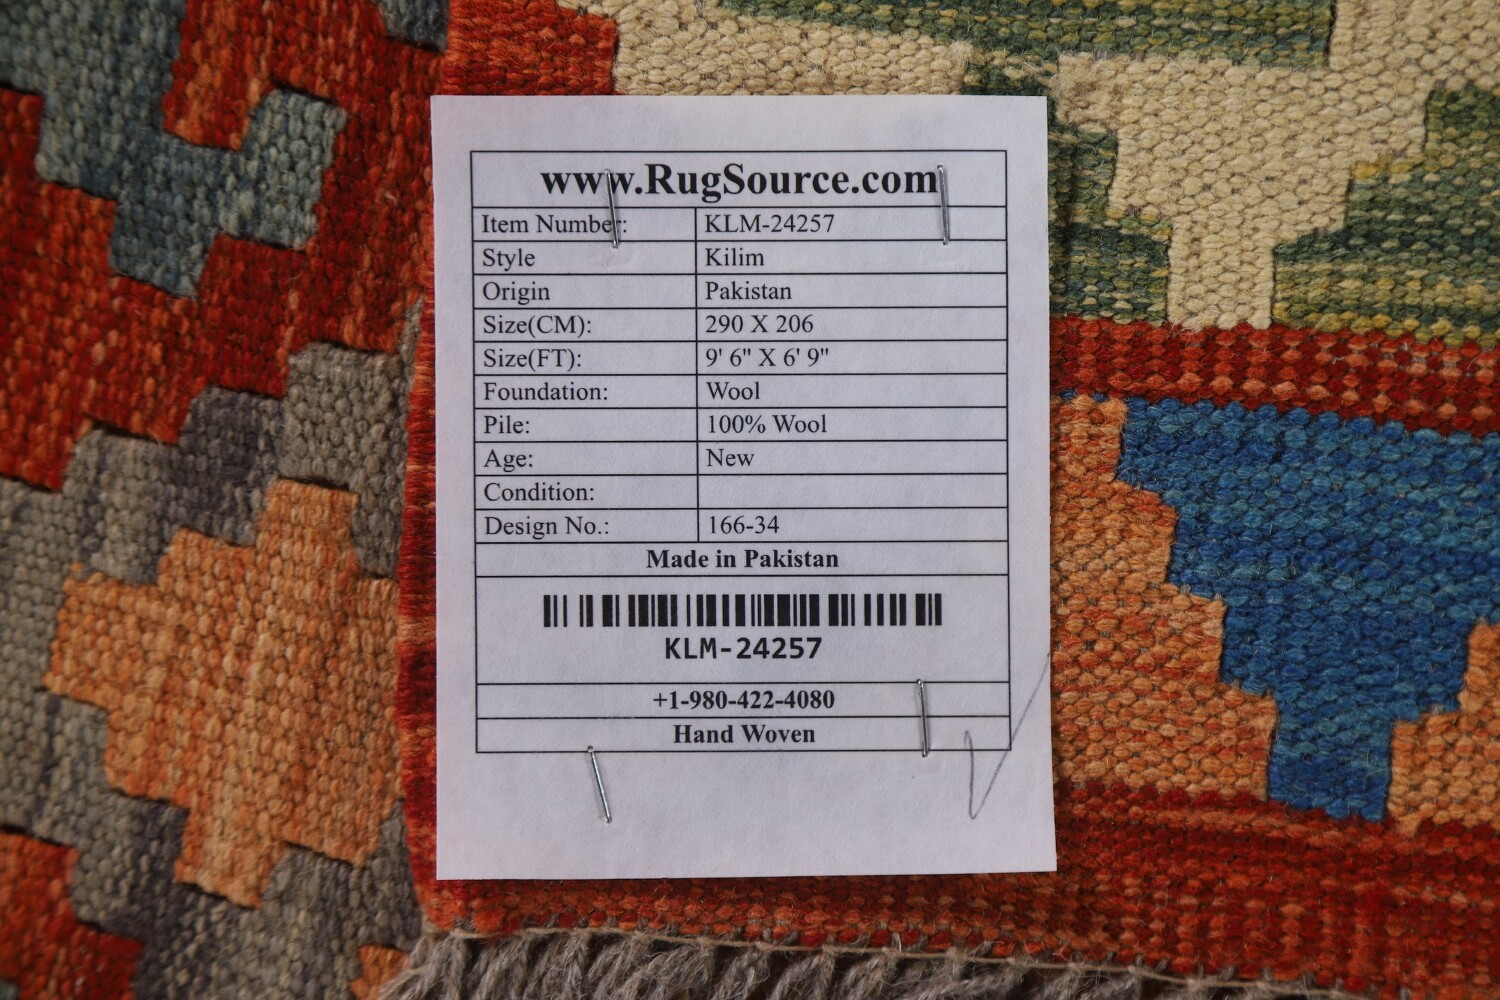 www.RugSource.com
Item Number: KLM-24257
Style Kilim
Origin Pakistan
Size(CM): 290 X 206
Size(FT): 9' 6" X 6' 9"
Foundation: Wool
Pile: 100% Wool
Age: New
Condition:
Design No.: 166-34
Made in Pakistan
KLM-24257
+1-980-422-4080
Hand Woven